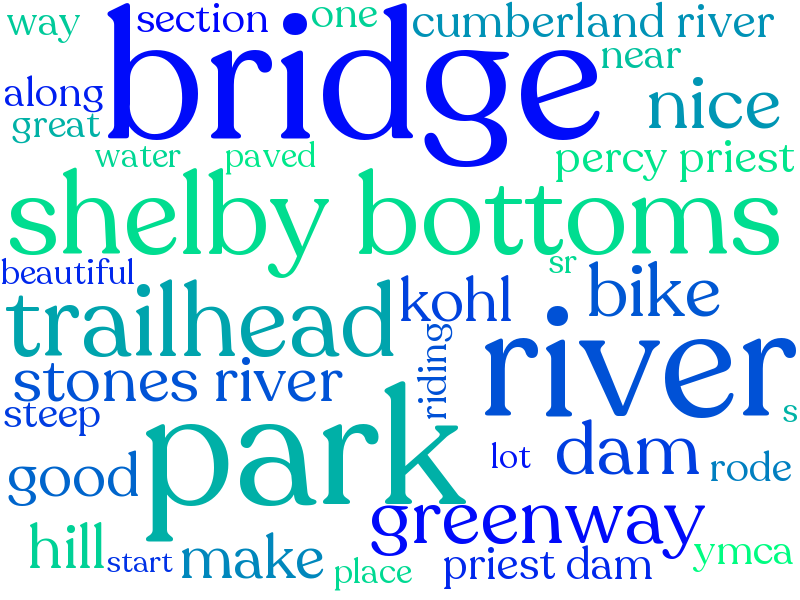 way
section
one
cumberland river
bridge
near
along
nice
great
water
paved
percy priest
shelby bottoms
sr
beautiful
trailhead
kohl
bike
riding
river
stones river
steep
park
s
good
lot
dam
rode
greenway
hill
start
make
place
priest dam
ymca